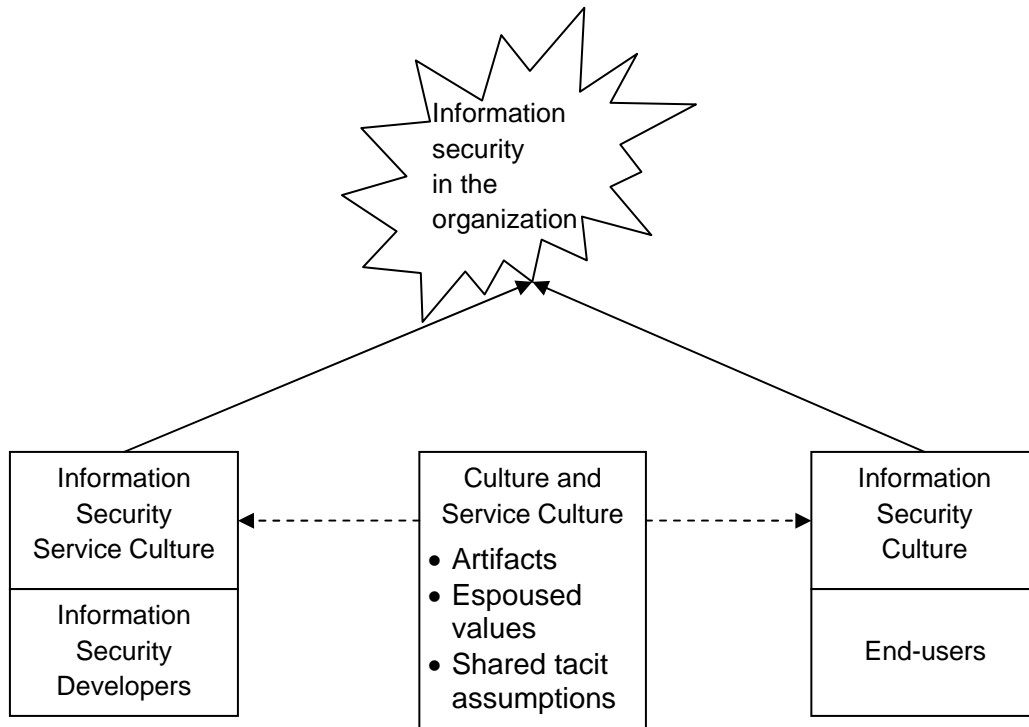 Information
security
in the
organization
Information
Security
Service Culture
Information
Security
Developers
Culture and
Service Culture
• Artifacts
• Espoused
values
• Shared tacit
assumptions
Information
Security
Culture
End-users